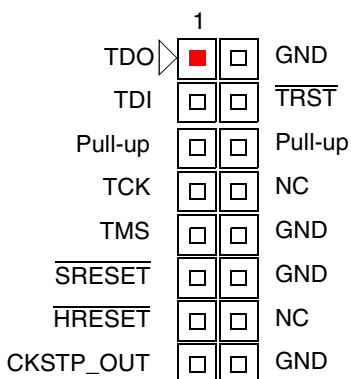 1
TDO GND
TDI TRST
Pull-up Pull-up
TCK NC
TMS GND
SRESET GND
HRESET NC
CKSTP_OUT GND